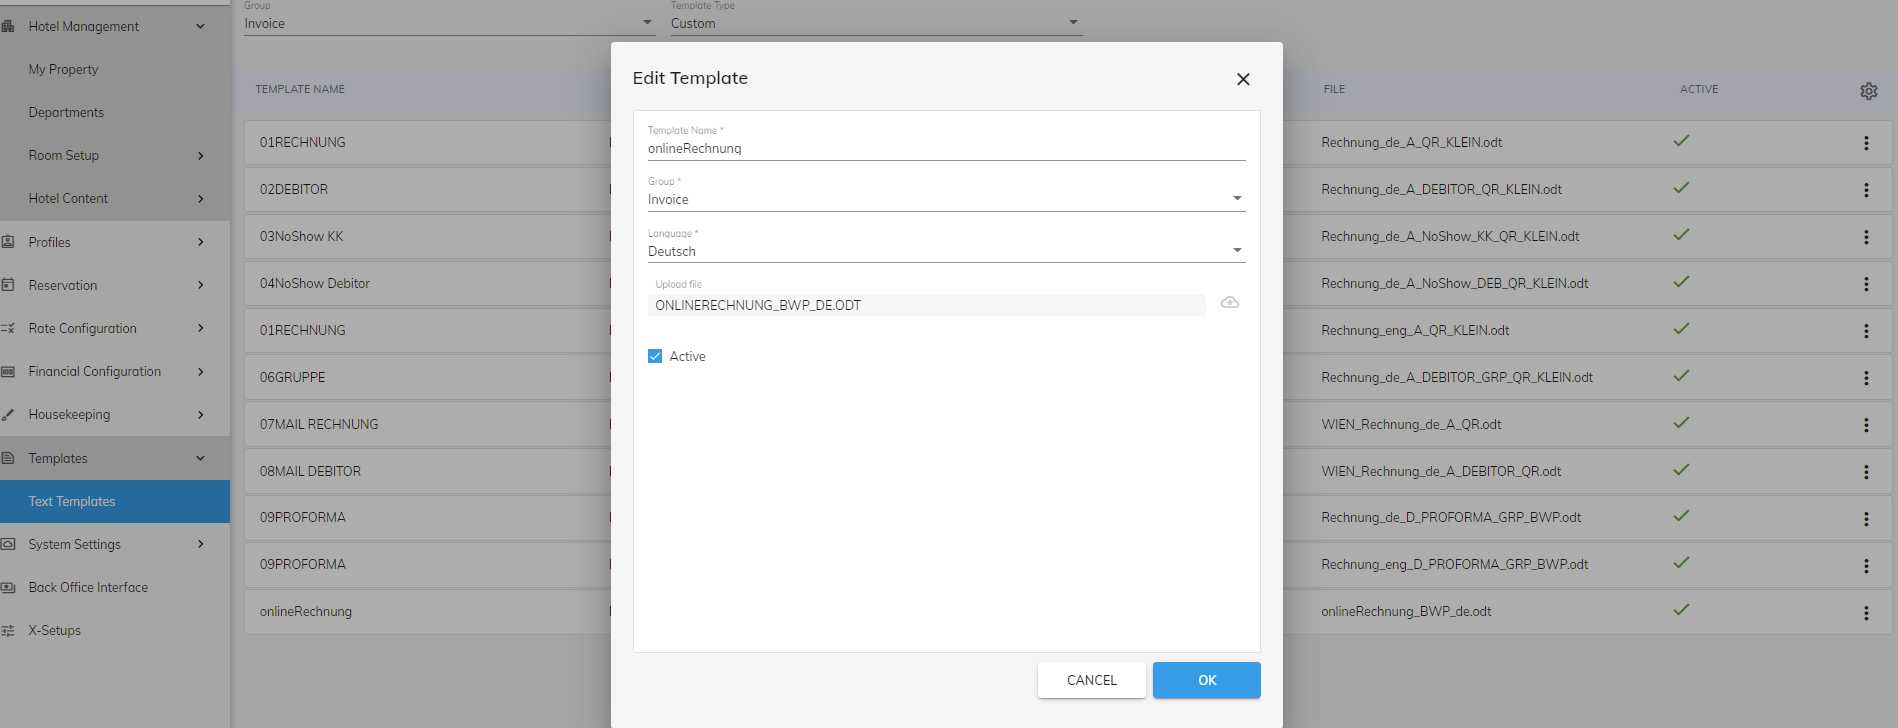 Group
Invoice
Template Type
Custom
Hotel Management
My Property
Departments
Room Setup
Hotel Content
Profiles
Reservation
Rate Configuration
Financial Configuration
Housekeeping
Templates
Text Templates
System Settings
Back Office Interface
X-Setups
TEMPLATE NAME
FILE
ACTIVE
01RECHNUNG
Rechnung_de_A_QR_KLEIN.odt
02DEBITOR
Rechnung_de_A_DEBITOR_QR_KLEIN.odt
03NoShow KK
Rechnung_de_A_NoShow_KK_QR_KLEIN.odt
04NoShow Debitor
Rechnung_de_A_NoShow_DEB_QR_KLEIN.odt
01RECHNUNG
Rechnung_eng_A_QR_KLEIN.odt
06GRUPPE
Rechnung_de_A_DEBITOR_GRP_QR_KLEIN.odt
07MAIL RECHNUNG
WIEN_Rechnung_de_A_QR.odt
08MAIL DEBITOR
WIEN_Rechnung_de_A_DEBITOR_QR.odt
09PROFORMA
Rechnung_de_D_PROFORMA_GRP_BWP.odt
09PROFORMA
Rechnung_eng_D_PROFORMA_GRP_BWP.odt
onlineRechnung
onlineRechnung_BWP_de.odt
Edit Template
Template Name *
onlineRechnung
Group *
Invoice
Language *
Deutsch
Upload file
ONLINERECHNUNG_BWP_DE.ODT
Active
CANCEL
OK